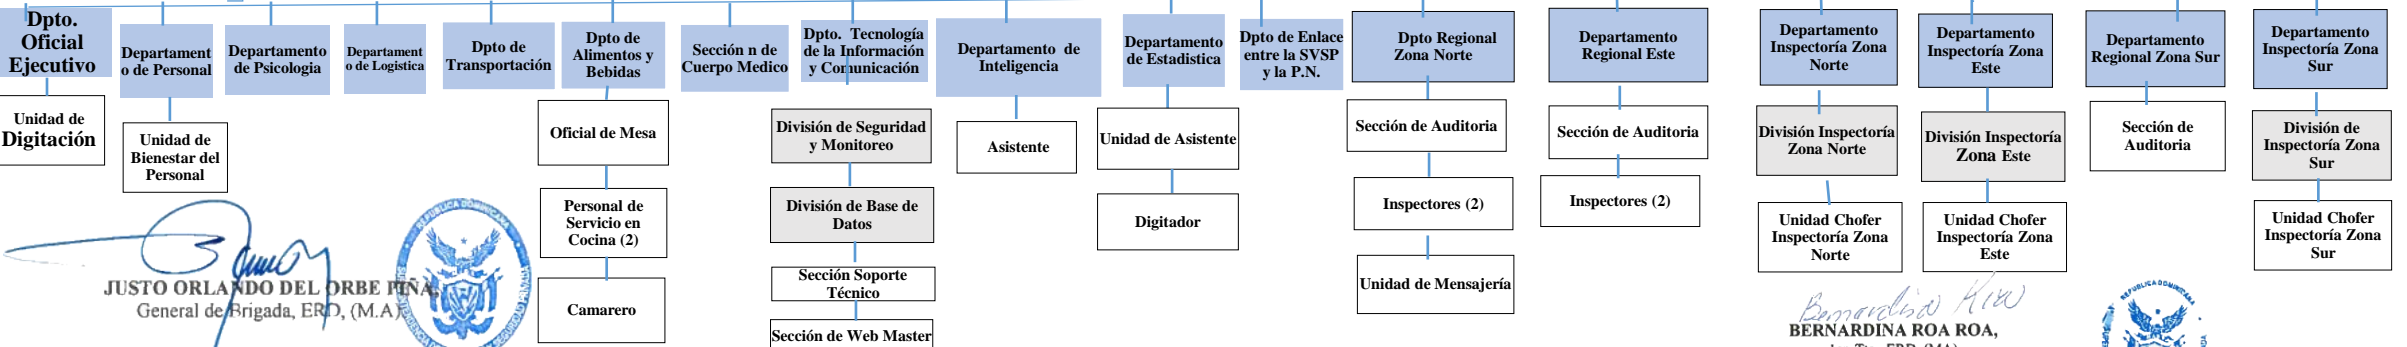 Dpto.
Oficial
Ejecutivo
Unidad de
Digitación
Departament
o de Personal
Unidad de
Bienestar del
Personal
Departamento
de Psicologia
Departament
o de Logistica
Dpto de
Transportación
Dpto de
Alimentos y
Bebidas
Oficial de Mesa
Personal de
Servicio en
Cocina (2)
Camarero
Sección n de
Cuerpo Medico
Dpto. Tecnología
de la Información
y Comunicación
División de Seguridad
y Monitoreo
División de Base de
Datos
Sección Soporte
Técnico
Sección de Web Master
Departamento de
Inteligencia
Asistente
Departamento
de Estadistica
Unidad de Asistente
Digitador
Dpto de Enlace
entre la SVSP
y la P.N.
Dpto Regional
Zona Norte
Sección de Auditoria
Inspectores (2)
Unidad de Mensajería
Departamento
Regional Este
Sección de Auditoria
Inspectores (2)
Departamento
Inspectoría Zona
Norte
División Inspectoría
Zona Norte
Unidad Chofer
Inspectoría Zona
Norte
Departamento
Inspectoría Zona
Este
División Inspectoría
Zona Este
Unidad Chofer
Inspectoría Zona
Este
Departamento
Regional Zona Sur
Sección de
Auditoria
Departamento
Inspectoría Zona
Sur
División de
Inspectoría Zona
Sur
Unidad Chofer
Inspectoría Zona
Sur
JUSTO ORLANDO DEL ORBE PIÑA,
General de Brigada, ERD, (M.A)
REPUBLICA DOMINICANA
BERNARDINA ROA ROA,
ERD, (MA)
REPUBLICA DOMINICANA